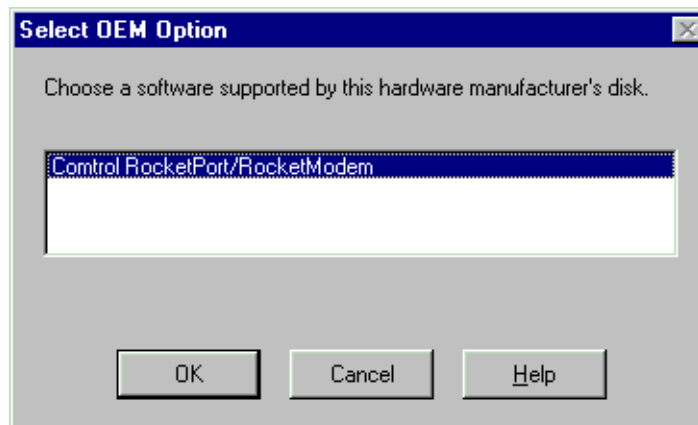 Select OEM Option
Choose a software supported by this hardware manufacturer's disk.
Comtrol RocketPort/RocketModem
OK
Cancel
Help